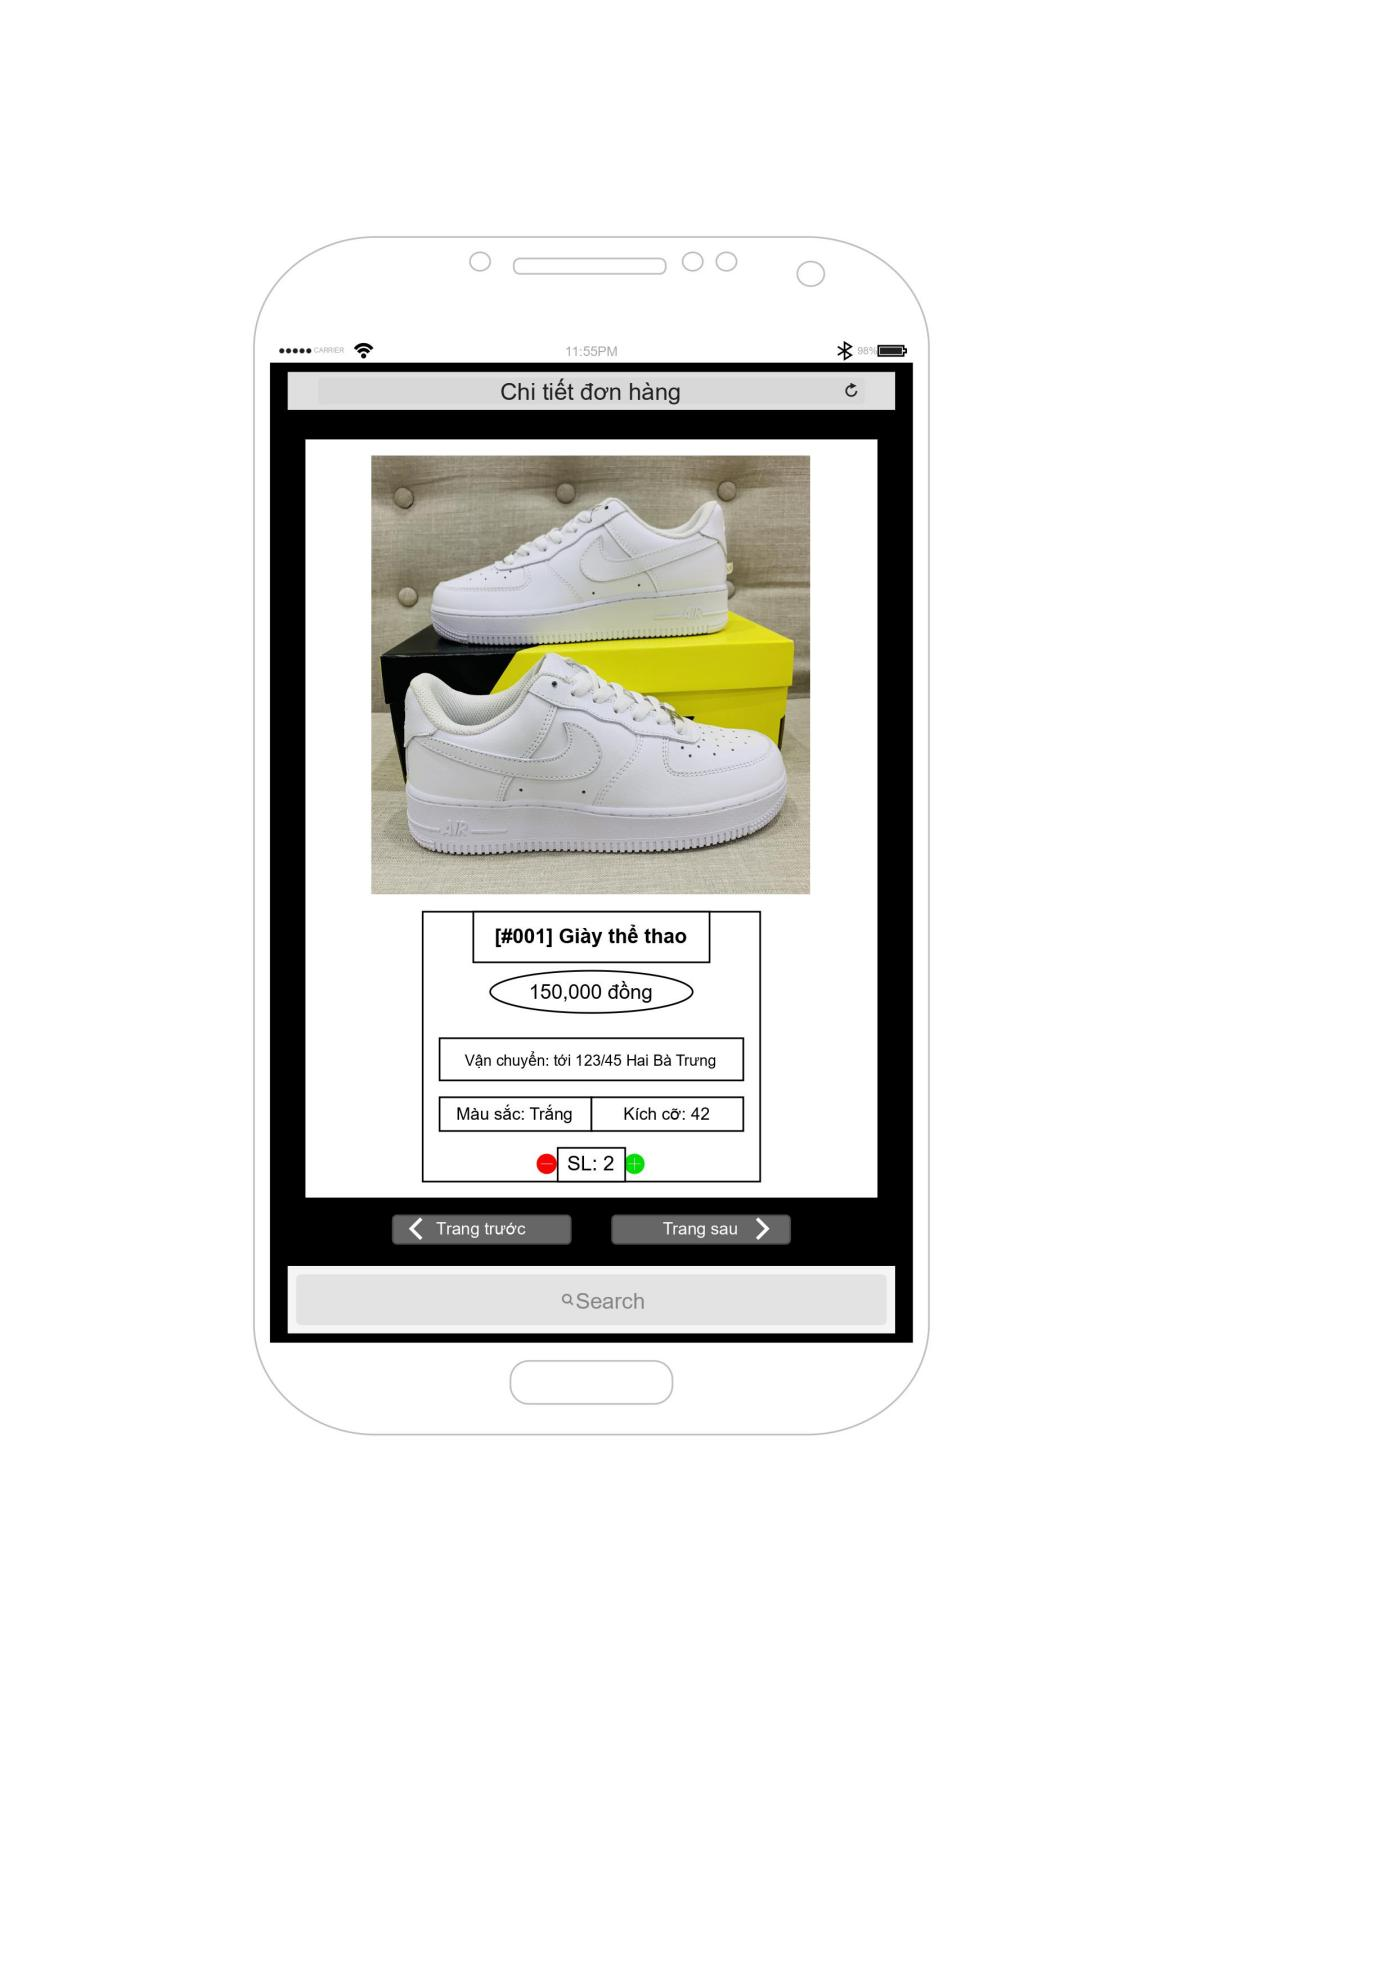 CARRIER 11:55PM 98%
Chi tiết đơn hàng
AIR
AIR
[#001] Giày thể thao
150,000 đồng
Vận chuyển: tới 123/45 Hai Bà Trưng
Màu sắc: Trắng Kích cỡ: 42
SL: 2
Trang trước Trang sau
Search